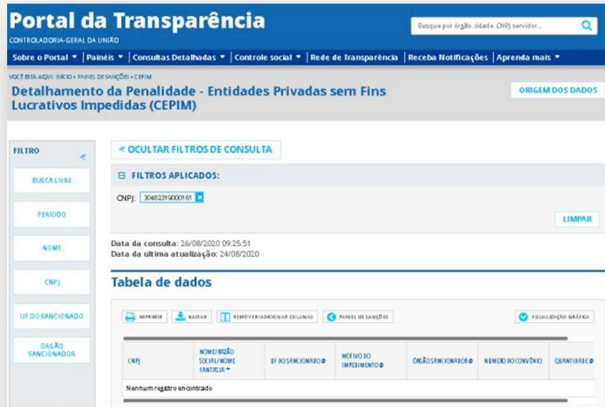 Portal da Transparência
CONTROLADORIA-GERAL DA UNIÃO
Busque por órgão, cidade, CNPJ, servidor...
Sobre o Portal | Painéis | Consultas Detalhadas | Controle social | Rede de Transparência | Receba Notificações | Aprenda mais
VOCÊ ESTÁ AQUI: INÍCIO » PAINEL DE SANÇÕES » CEPIM
Detalhamento da Penalidade - Entidades Privadas sem Fins
Lucrativos Impedidas (CEPIM)
ORIGEM DOS DADOS
FILTRO
BUSCA LIVRE
PERÍODO
NOME
CNPJ
UF DO SANCIONADO
ÓRGÃO
SANCIONADOR
OCULTAR FILTROS DE CONSULTA
FILTROS APLICADOS:
CNPJ: 30482319000161
LIMPAR
Data da consulta: 26/08/2020 09:25:51
Data da última atualização: 24/08/2020
Tabela de dados
IMPRIMIR
BAIXAR
REMOVER/ADICIONAR COLUNAS
PAINEL DE SANÇÕES
VISUALIZAÇÃO GRÁFICA
CNPJ
NOME/RAZÃO
SOCIAL/NOME
FANTASIA
UF DO SANCIONADO
MOTIVO DO
IMPEDIMENTO
ÓRGÃO SANCIONADOR
NÚMERO DO CONVÊNIO
QUANTIDADE
Nenhum registro encontrado